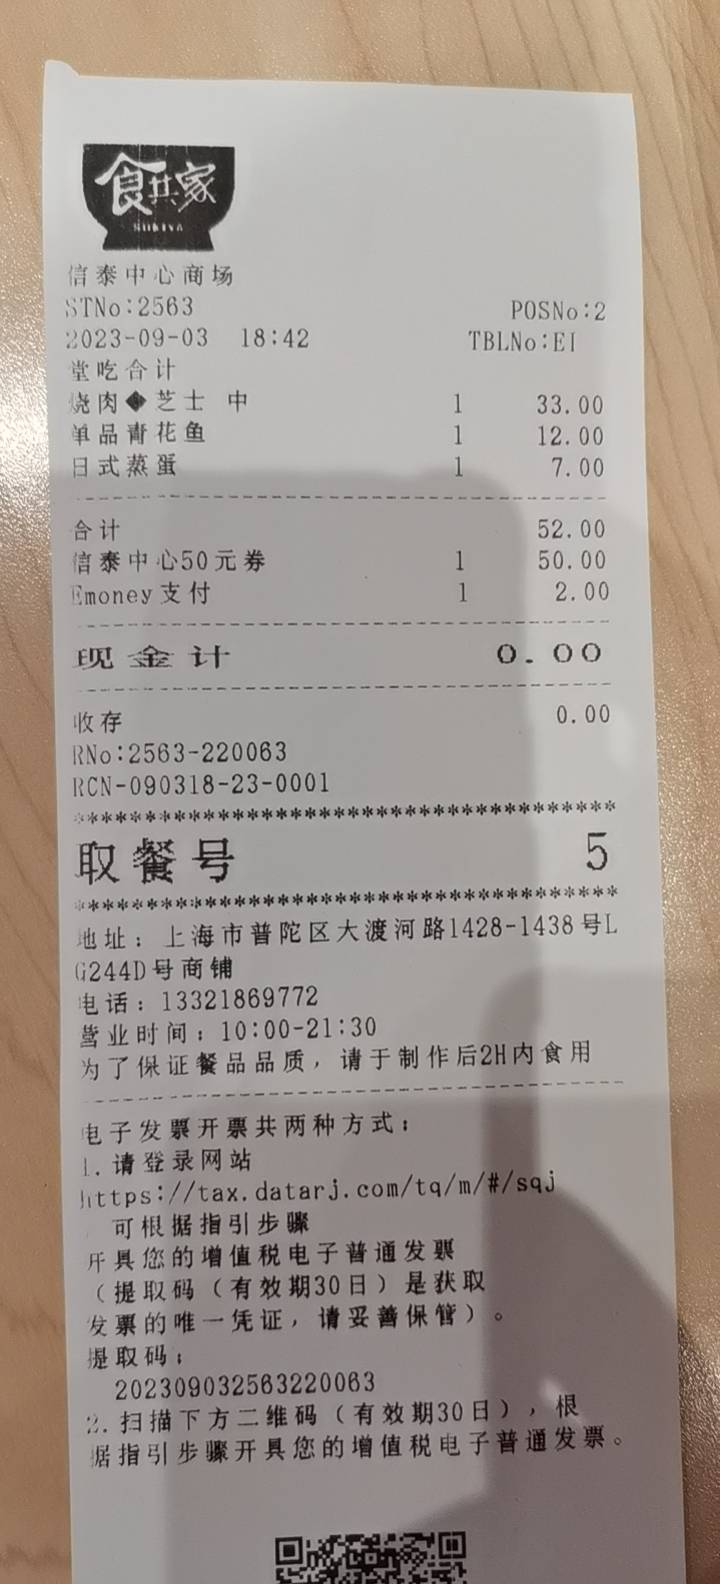 食其家
SUKIYA
信泰中心商场
STNo:2563 POSNo:2
2023-09-03 18:42 TBLNo:EI
堂吃合计
烧肉◆芝士 中 1 33.00
单品青花鱼 1 12.00
日式蒸蛋 1 7.00
合计 52.00
信泰中心50元券 1 50.00
Emoney支付 1 2.00
现金计 0.00
收存 0.00
RNo:2563-220063
RCN-090318-23-0001
**************************************
取餐号 5
**************************************
地址：上海市普陀区大渡河路1428-1438号L
G244D号商铺
电话：13321869772
营业时间：10:00-21:30
为了保证餐品品质，请于制作后2H内食用
电子发票开票共两种方式：
1.请登录网站
https://tax.datarj.com/tq/m/#/sqj
，可根据指引步骤
开具您的增值税电子普通发票
（提取码（有效期30日）是获取
发票的唯一凭证，请妥善保管）。
提取码：
202309032563220063
2.扫描下方二维码（有效期30日），根
据指引步骤开具您的增值税电子普通发票。